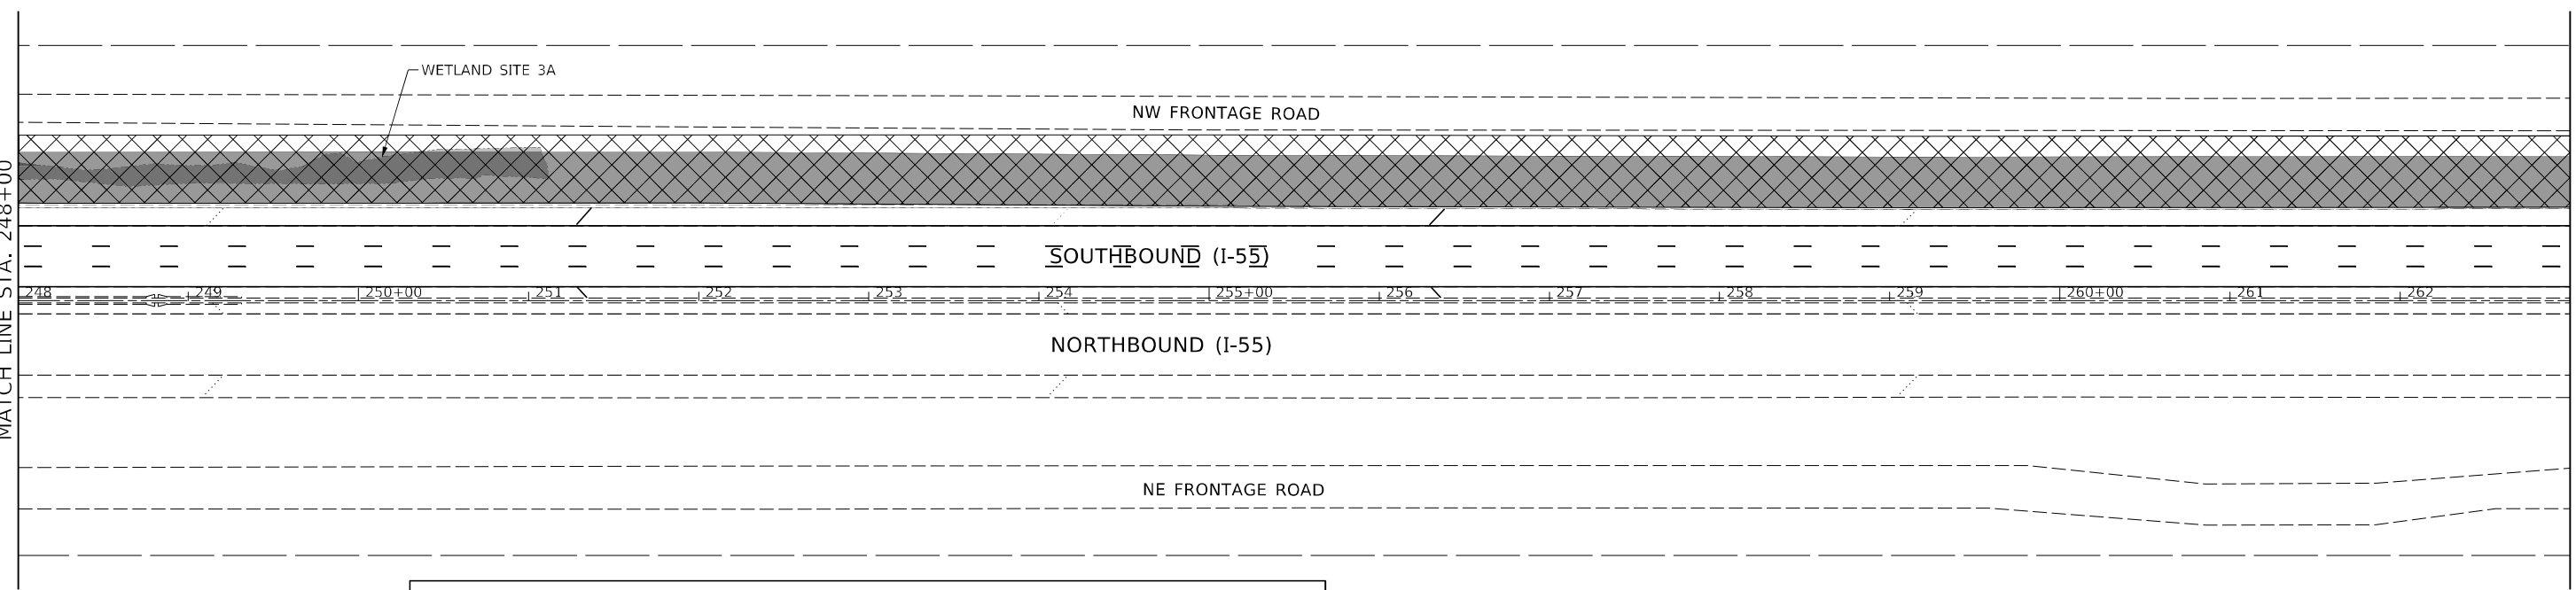 WETLAND SITE 3A
NW FRONTAGE ROAD
MATCH LINE STA. 248+00
SOUTHBOUND (I-55)
248 249 250+00 251 252 253 254 255+00 256 257 258 259 260+00 261 262
NORTHBOUND (I-55)
NE FRONTAGE ROAD